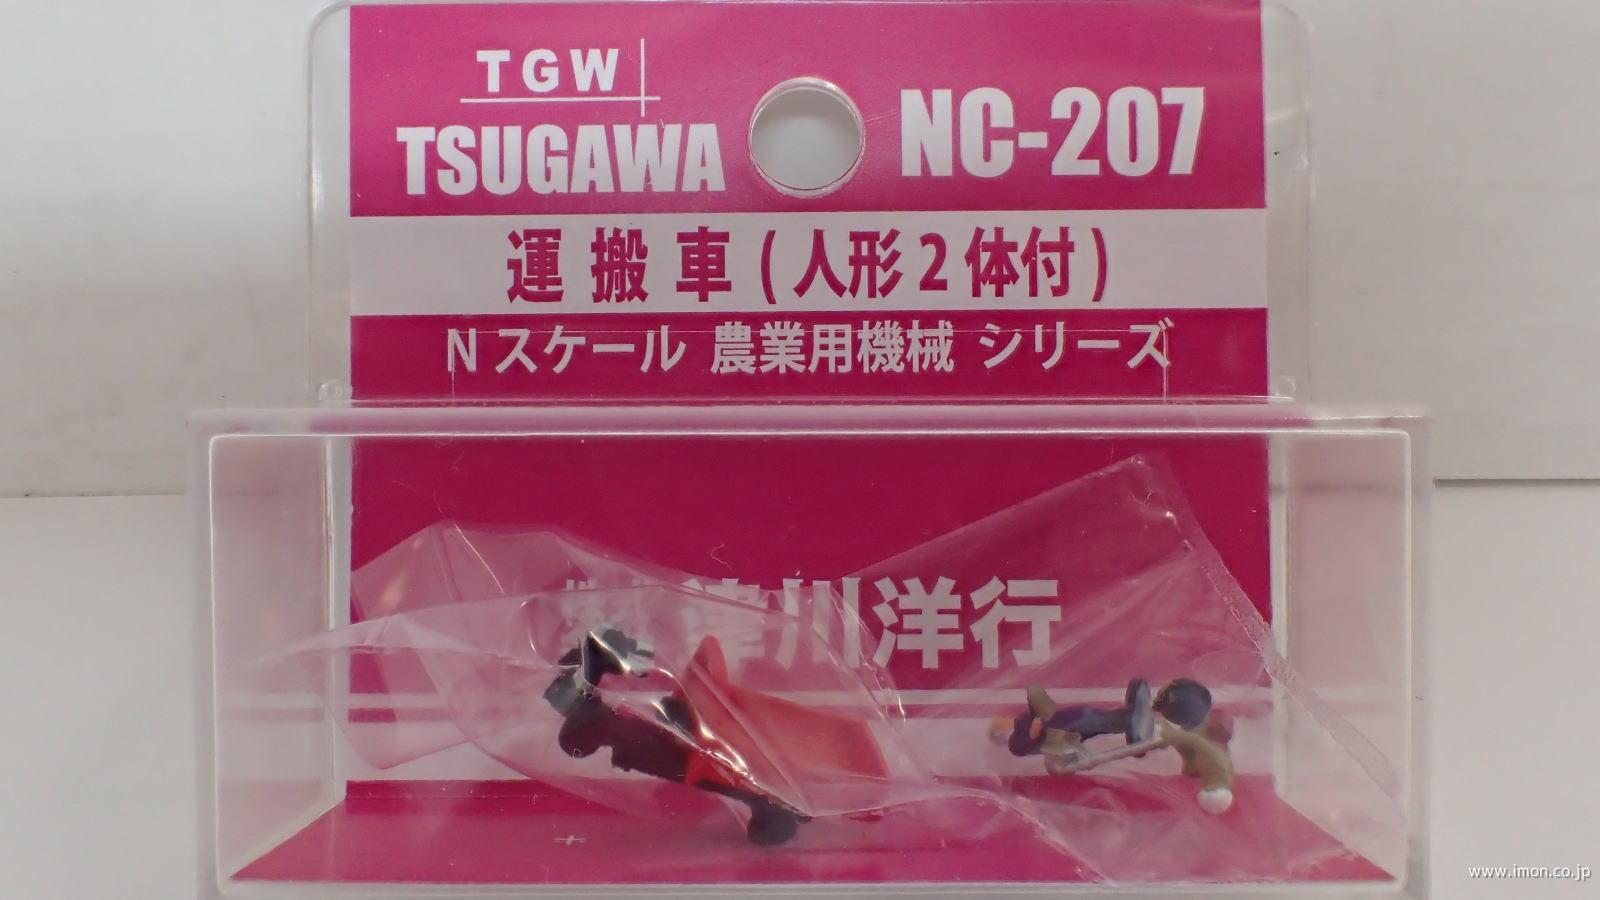 TGW
TSUGAWA
NC-207
運搬車(人形2体付)
Nスケール 農業用機械 シリーズ
津川洋行
www.imon.co.jp